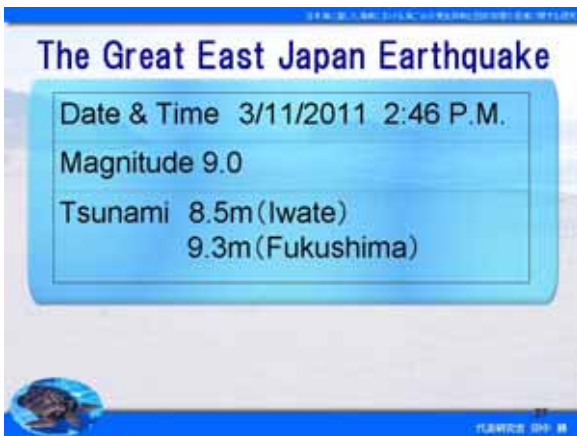 The Great East Japan Earthquake
Date & Time 3/11/2011 2:46 P.M.
Magnitude 9.0
Tsunami 8.5m(Iwate)
9.3m(Fukushima)